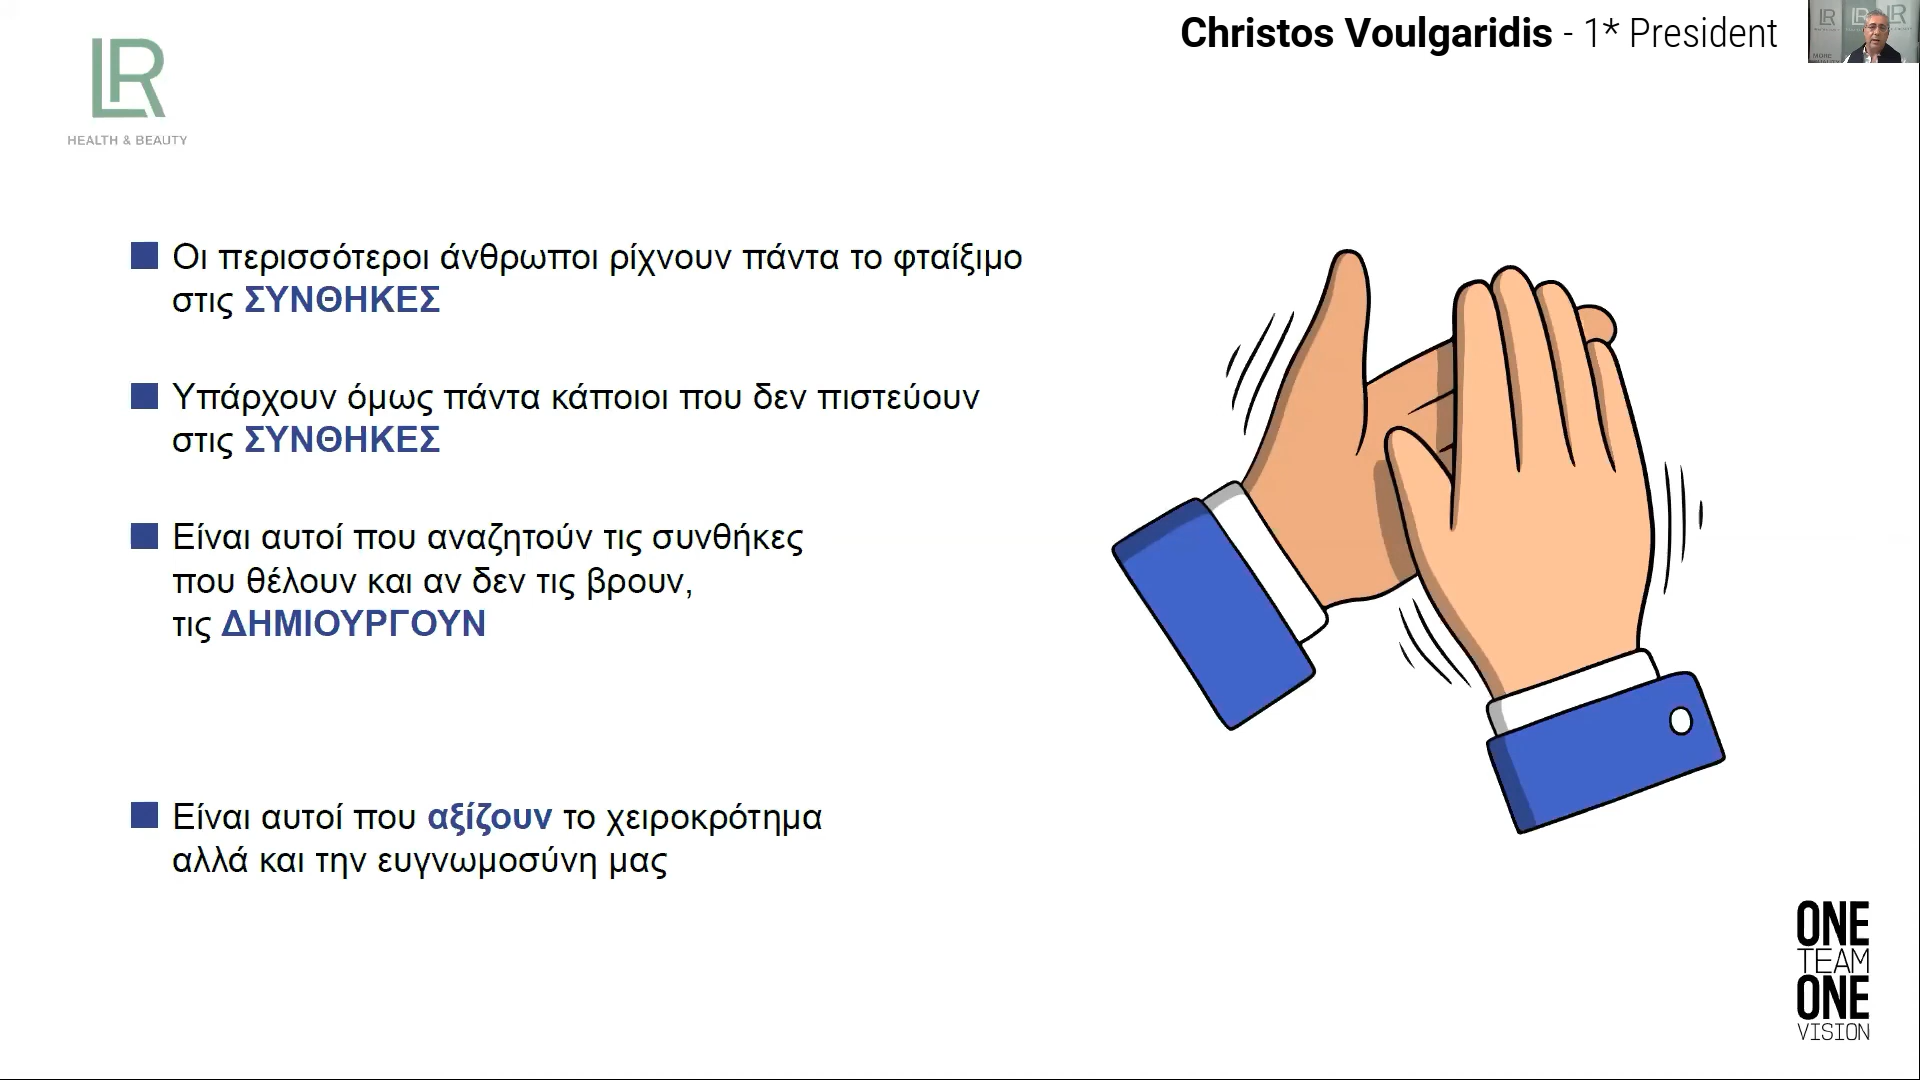 Christos Voulgaridis - 1* President
LR
HEALTH & BEAUTY
Οι περισσότεροι άνθρωποι ρίχνουν πάντα το φταίξιμο
στις ΣΥΝΘΗΚΕΣ
Υπάρχουν όμως πάντα κάποιοι που δεν πιστεύουν
στις ΣΥΝΘΗΚΕΣ
Είναι αυτοί που αναζητούν τις συνθήκες
που θέλουν και αν δεν τις βρουν,
τις ΔΗΜΙΟΥΡΓΟΥΝ
Είναι αυτοί που αξίζουν το χειροκρότημα
αλλά και την ευγνωμοσύνη μας
ONE
TEAM
ONE
VISION